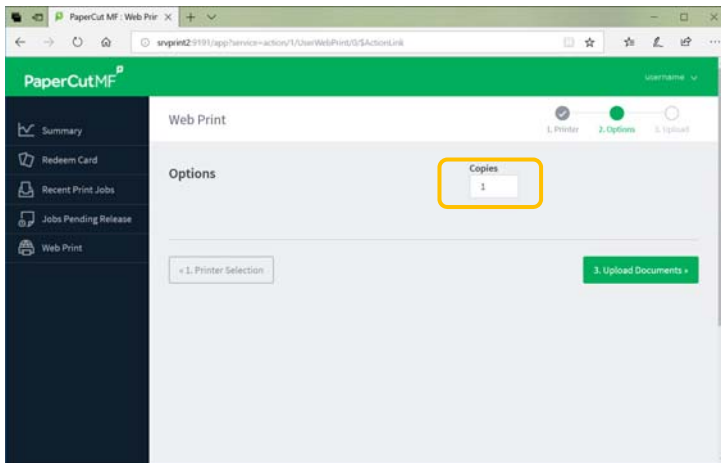 PaperCut MF : Web Prin
srvprint2:9191/app?service=action/1/UserWebPrint/0/$ActionLink
PaperCutMF
username
Summary
Redeem Card
Recent Print Jobs
Jobs Pending Release
Web Print
Web Print
1. Printer
2. Options
3. Upload
Options
Copies
1
« 1. Printer Selection
3. Upload Documents »